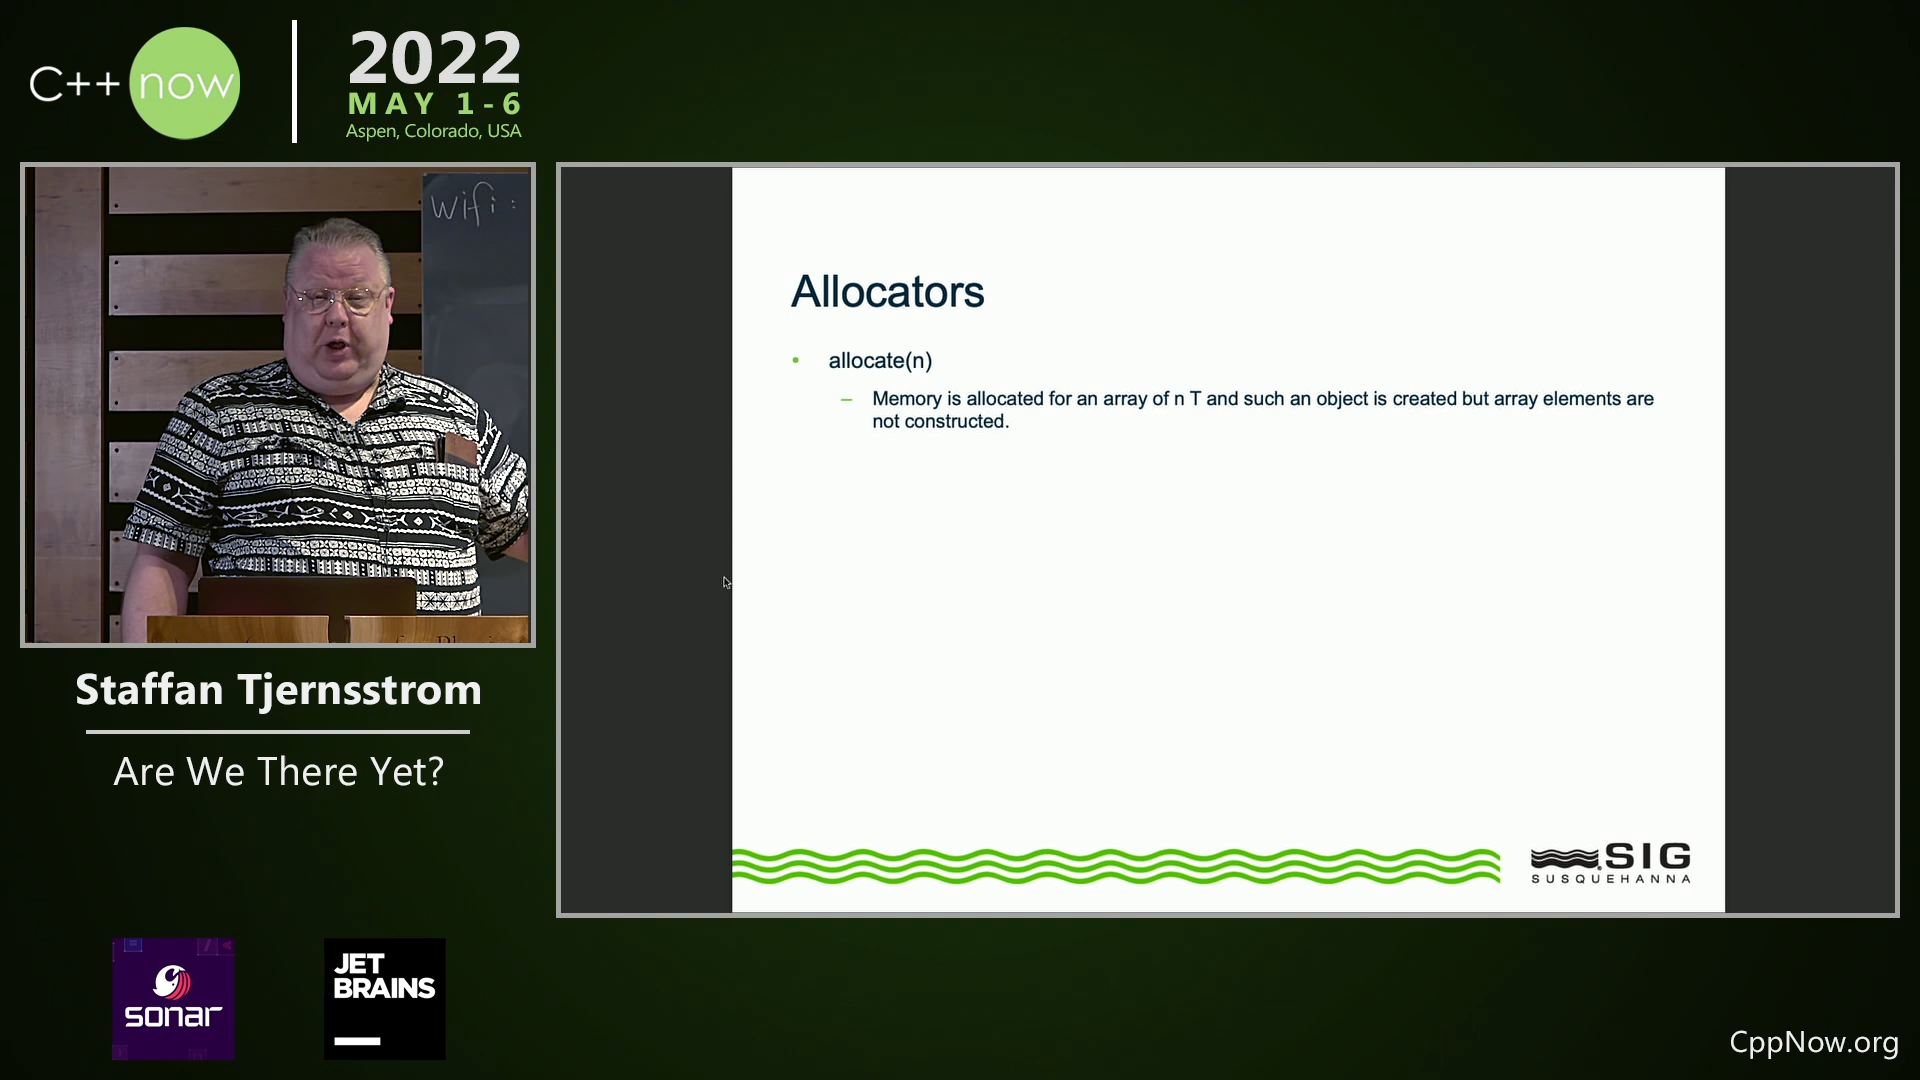 C++ now
2022
MAY 1-6
Aspen, Colorado, USA
wifi:
Staffan Tjernsstrom
Are We There Yet?
Allocators
• allocate(n)
– Memory is allocated for an array of n T and such an object is created but array elements are
not constructed.
SIG
SUSQUEHANNA
sonar
JET
BRAINS
CppNow.org